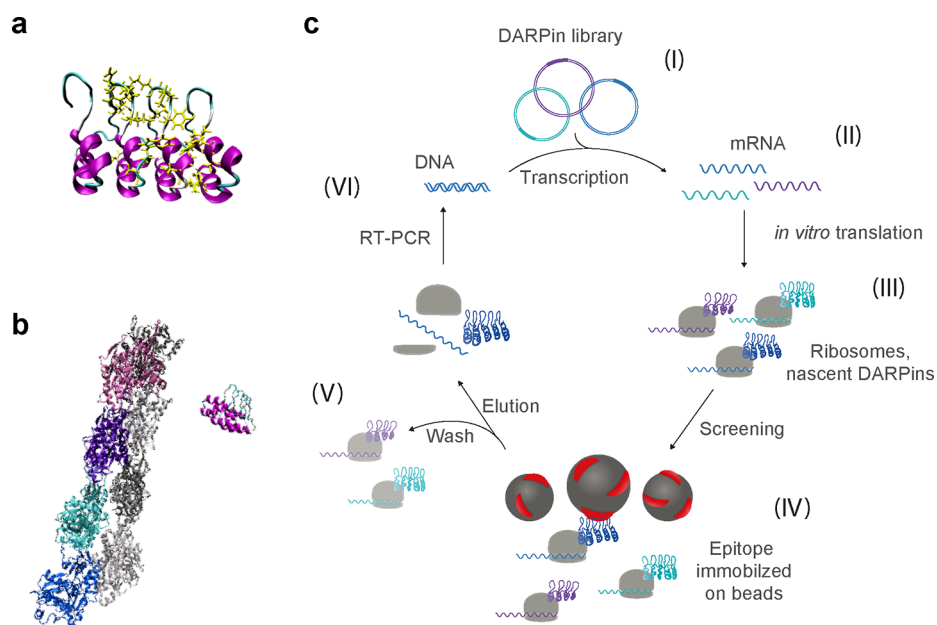 a
c
DARPin library
(I)
mRNA
(II)
DNA
(VI)
Transcription
in vitro translation
RT-PCR
(III)
b
Ribosomes,
nascent DARPins
(V)
Elution
Wash
Screening
(IV)
Epitope
immobilzed
on beads